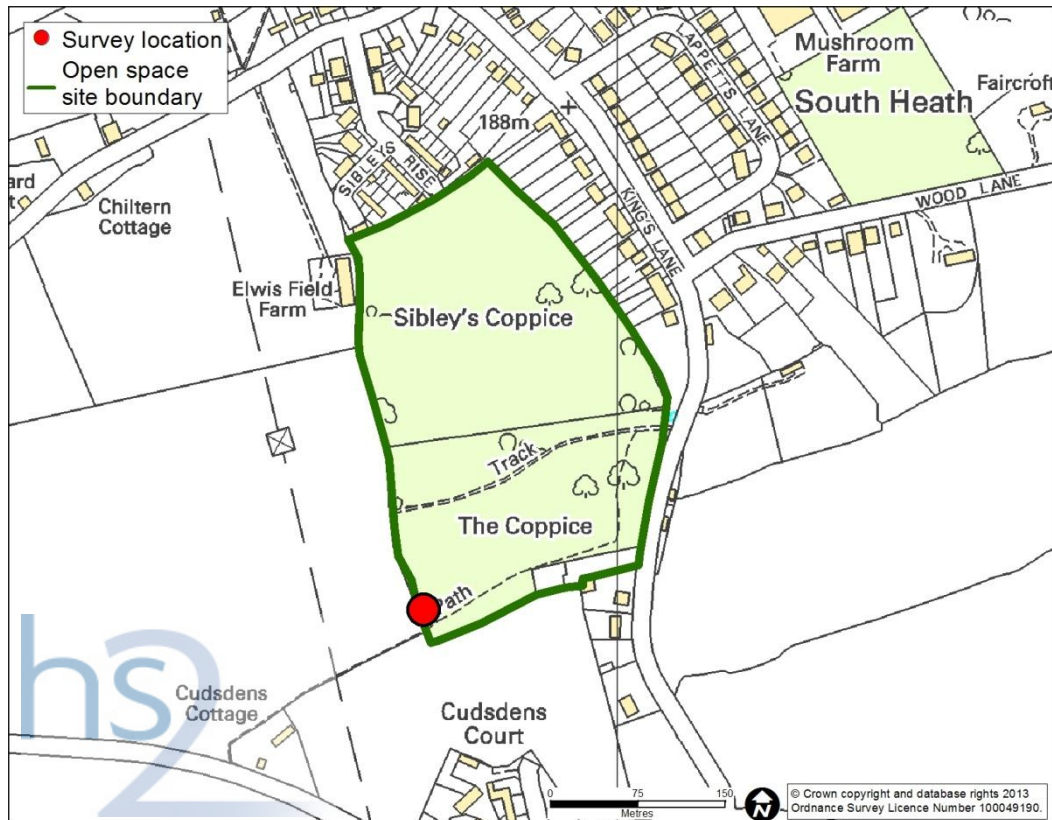 Survey location
Open space
site boundary
Mushroom
Farm
South Heath
Faircroft
LAPPETTS LANE
188m
SIBLEYS RISE
KING'S LANE
WOOD LANE
ard
Chiltern
Cottage
Elwis Field
Farm
Sibley's Coppice
Track
The Coppice
Path
hs2
Cudsdens
Cottage
Cudsdens
Court
0 75 150
Metres
N
© Crown copyright and database rights 2013
Ordnance Survey Licence Number 100049190.